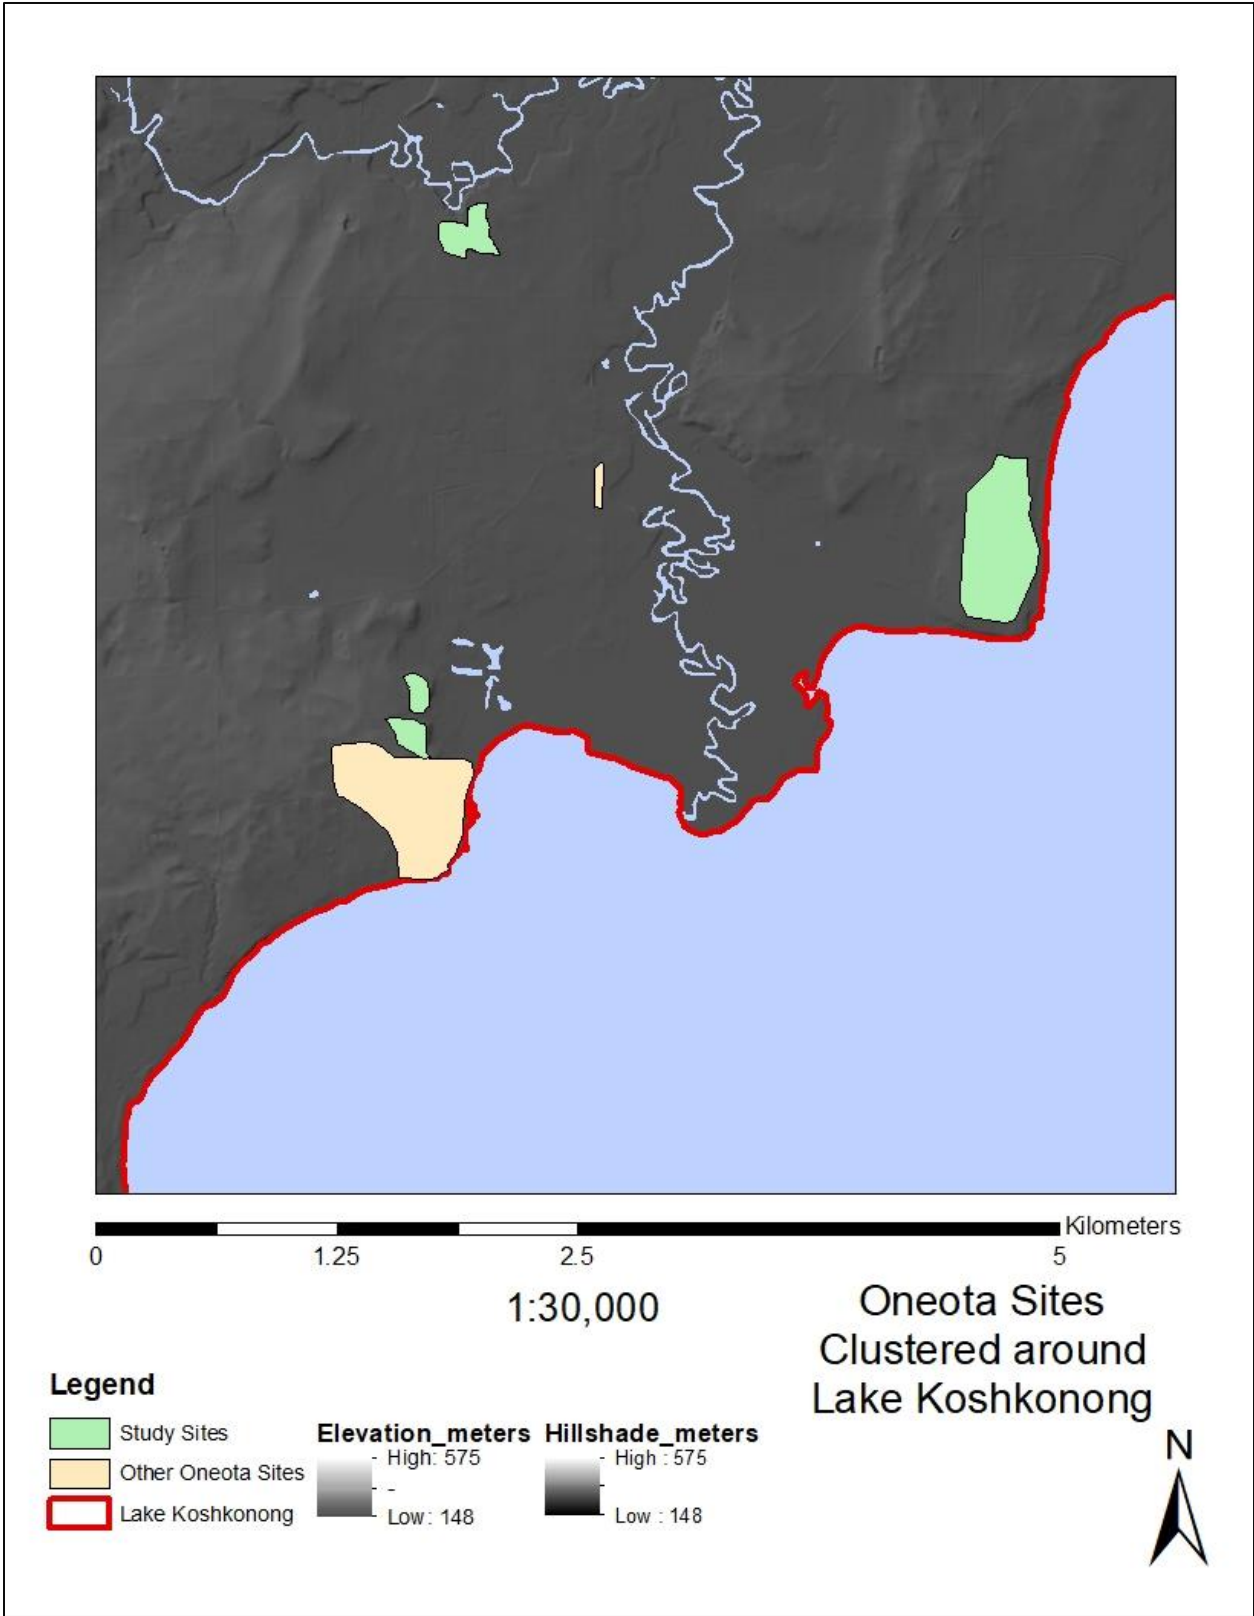 Kilometers
0 1.25 2.5 5
1:30,000
Oneota Sites
Clustered around
Lake Koshkonong
Legend
Study Sites
Other Oneota Sites
Lake Koshkonong
Elevation_meters
High: 575
-
Low: 148
Hillshade_meters
High : 575
Low : 148
N